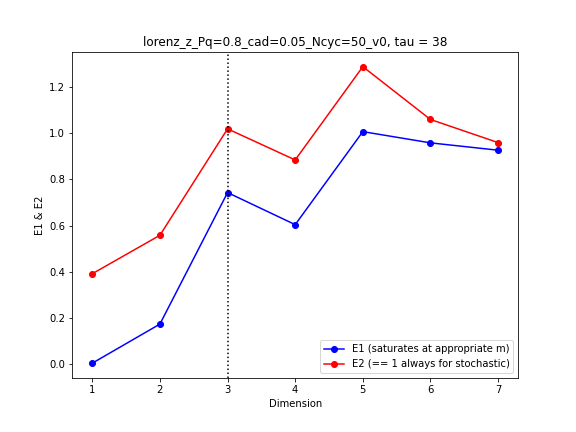 lorenz_z_Pq=0.8_cad=0.05_Ncyc=50_v0, tau = 38
E1 & E2
1.2
1.0
0.8
0.6
0.4
0.2
0.0
E1 (saturates at appropriate m)
E2 (== 1 always for stochastic)
1 2 3 4 5 6 7
Dimension